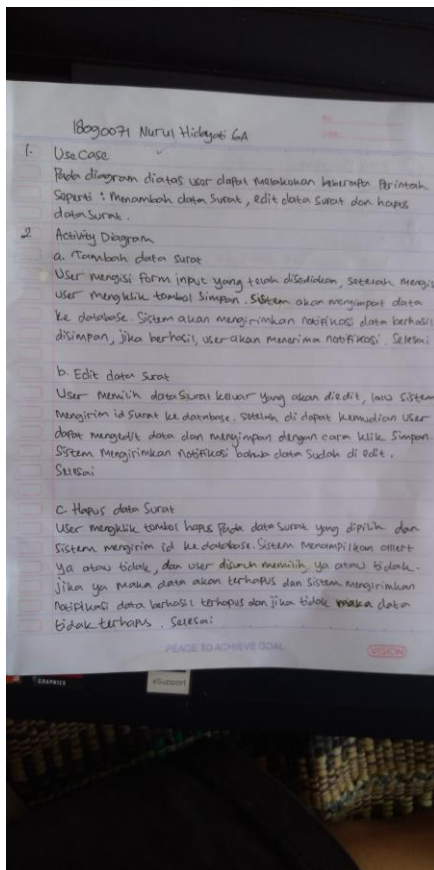 18090071 Nurul Hidayati 6A
1. Use Case
Pada diagram diatas user dapat melakukan beberapa Perintah
Seperti : Menambah data Surat, edit data Surat dan hapus
data Surat.
2. Activity Diagram
a. Tambah data surat
User mengisi form input yang telah disediakan, setelah mengisi
user mengklik tombol Simpan. Sistem akan menyimpat data
ke database. Sistem akan mengirimkan notifikasi data berhasil
disimpan, jika berhasil, user akan menerima notifikasi. Selesai
b. Edit data Surat
User memilih data Surat keluar yang akan diedit, lalu Sistem
Mengirim id Surat ke database. Setelah di dapat kemudian User
dapat mengedit data dan menyimpan dengan cara klik Simpan.
Sistem Mengirimkan Notifikasi bahwa data Sudah di edit.
Selesai
C. Hapus data Surat
User mengklik tombol hapus Pada data Surat yang dipilih dan
Sistem mengirim id ke database. Sistem menampilkan allert
ya atau tidak, dan user disuruh memilih ya atau tidak.
Jika ya Maka data akan terhapus dan Sistem mengirimkan
Notifikasi data berhasil terhapus dan jika tidak maka data
tidak terhapus. Selesai
PEACE TO ACHIEVE GOAL
VISION
GRAPHICS
eSupport